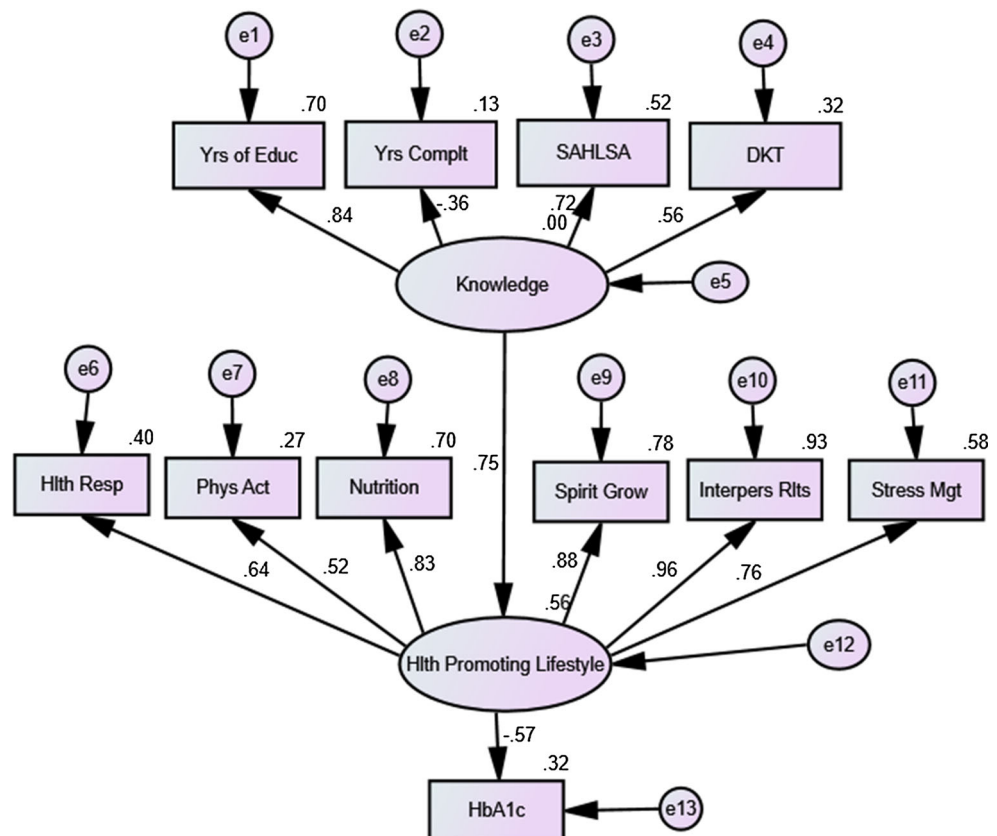 e1
e2
e3
e4
.70
.13
.52
.32
Yrs of Educ
Yrs Complt
SAHLSA
DKT
.84
-.36
.72
.00
.56
Knowledge
e5
e6
e7
e8
e9
e10
e11
.40
.27
.70
.78
.93
.58
Hlth Resp
Phys Act
Nutrition
.75
Spirit Grow
Interpers Rlts
Stress Mgt
.64
.52
.83
.88
.96
.76
.56
e12
Hlth Promoting Lifestyle
-.57
.32
HbA1c
e13